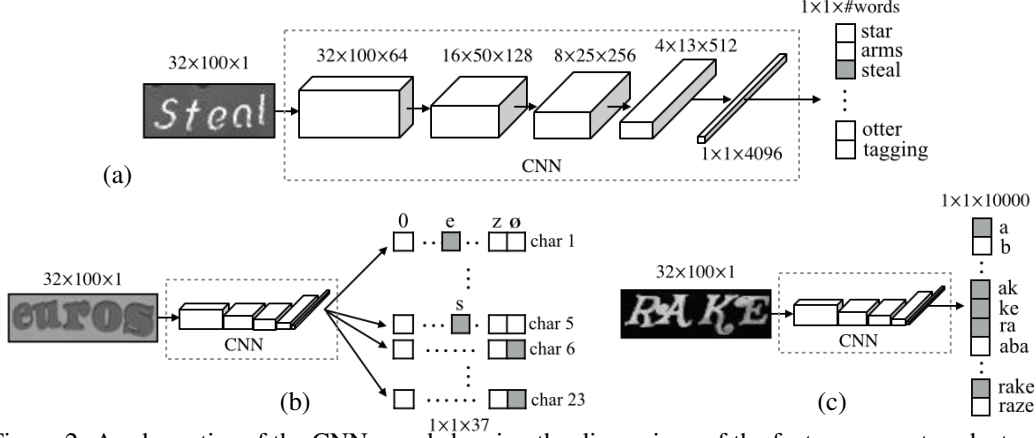 1×1×#words
32×100×1
32×100×64
16×50×128
8×25×256
4×13×512
star
arms
steal
Steal
otter
tagging
1×1×4096
CNN
(a)
1×1×10000
0 e z ø
char 1
a
b
32×100×1
32×100×1
euros
s
char 5
char 6
CNN
RAKE
CNN
ak
ke
ra
aba
char 23
rake
raze
(b)
1×1×37
(c)